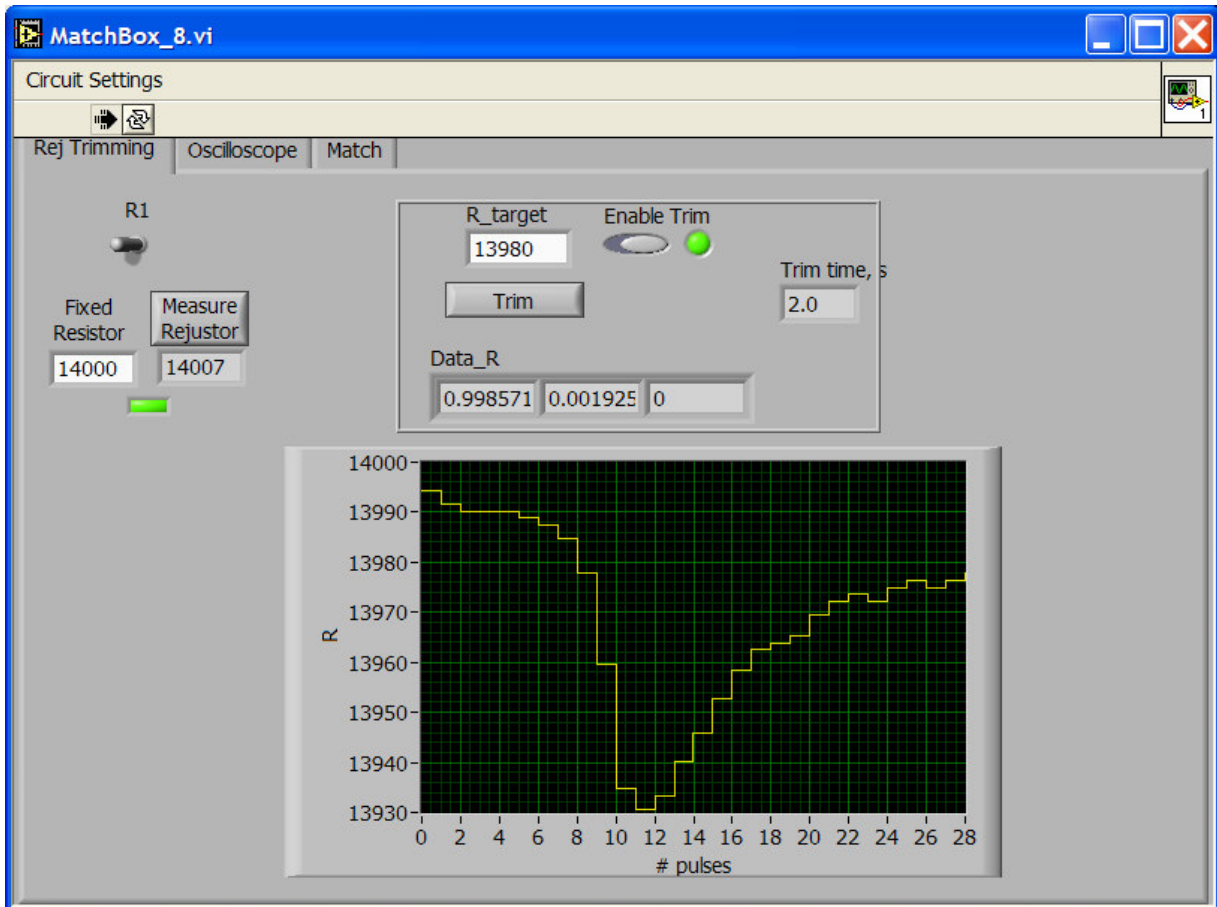 MatchBox_8.vi
Circuit Settings
1
Rej Trimming Oscilloscope Match
R1
R_target Enable Trim
13980
Trim time, s
Trim
2.0
Fixed Resistor
Measure Rejustor
14000 14007
Data_R
0.998571 0.001925 0
14000
13990
13980
13970
13960
13950
13940
13930
R
0 2 4 6 8 10 12 14 16 18 20 22 24 26 28
# pulses